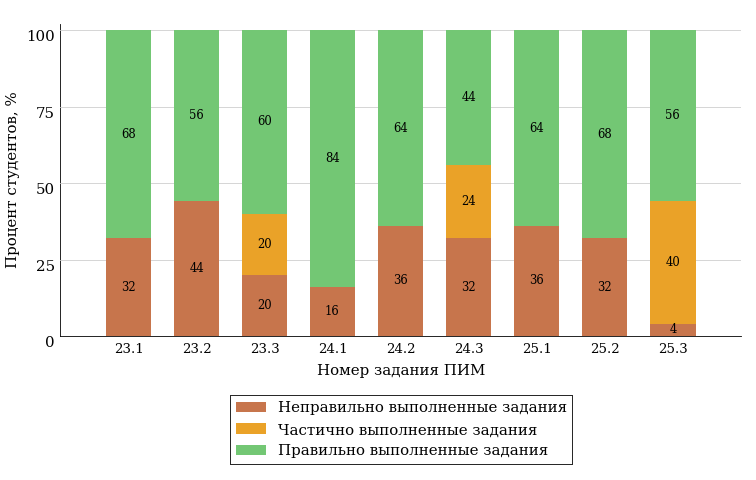 100
75
50
25
0
Процент студентов, %
68 56 60 84 64 44 64 68 56
20 24 40
32 44 20 16 36 32 36 32 4
23.1 23.2 23.3 24.1 24.2 24.3 25.1 25.2 25.3
Номер задания ПИМ
Неправильно выполненные задания
Частично выполненные задания
Правильно выполненные задания